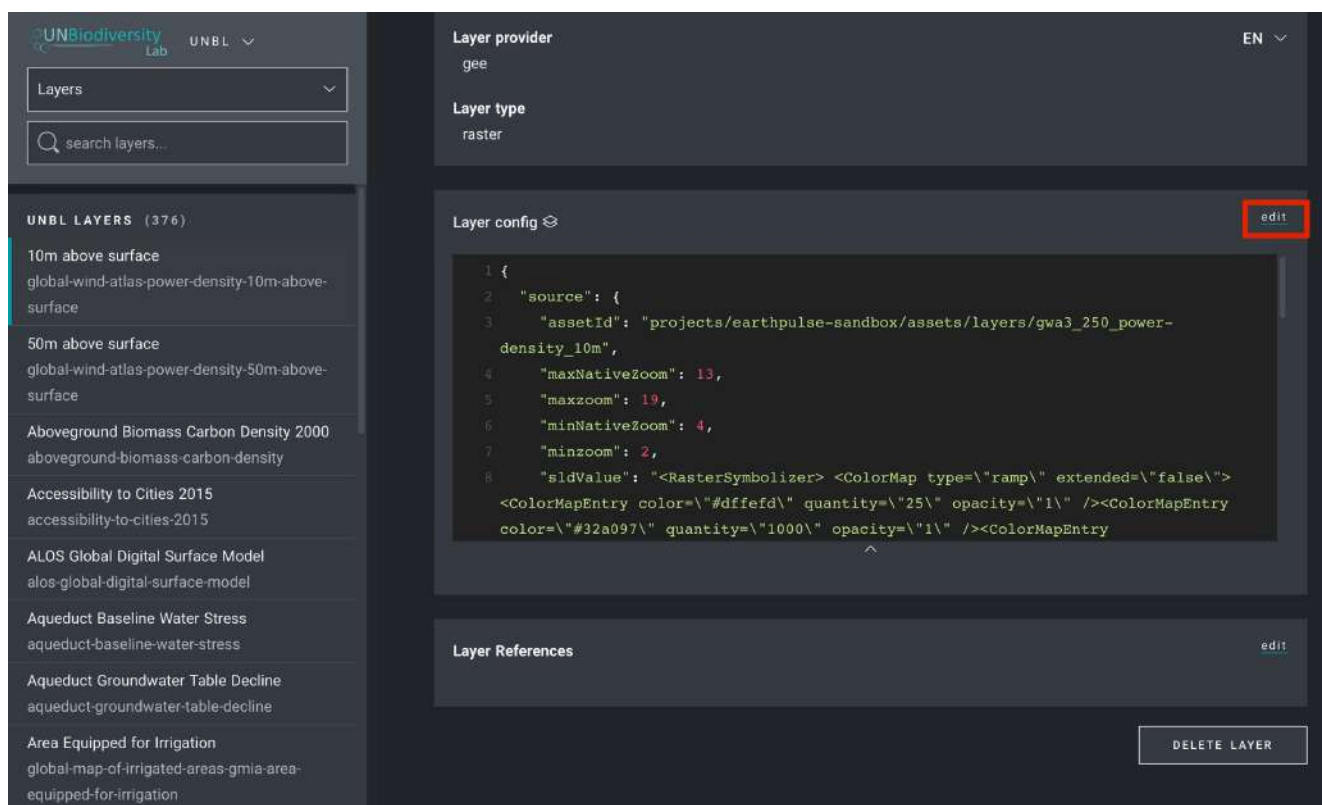 UNBiodiversity
Lab
UNBL
Layers
search layers...
UNBL LAYERS (376)
10m above surface
global-wind-atlas-power-density-10m-above-
surface
50m above surface
global-wind-atlas-power-density-50m-above-
surface
Aboveground Biomass Carbon Density 2000
aboveground-biomass-carbon-density
Accessibility to Cities 2015
accessibility-to-cities-2015
ALOS Global Digital Surface Model
alos-global-digital-surface-model
Aqueduct Baseline Water Stress
aqueduct-baseline-water-stress
Aqueduct Groundwater Table Decline
aqueduct-groundwater-table-decline
Area Equipped for Irrigation
global-map-of-irrigated-areas-gmia-area-
equipped-for-irrigation
Layer provider
EN
gee
Layer type
raster
Layer config
edit
1 {
2 "source": {
3 "assetId": "projects/earthpulse-sandbox/assets/layers/gwa3_250_power-
density_10m",
4 "maxNativeZoom": 13,
5 "maxzoom": 19,
6 "minNativeZoom": 4,
7 "minzoom": 2,
8 "sldValue": "<RasterSymbolizer> <ColorMap type=\"ramp\" extended=\"false\">
<ColorMapEntry color=\"#dffefd\" quantity=\"25\" opacity=\"1\" /><ColorMapEntry
color=\"#32a097\" quantity=\"1000\" opacity=\"1\" /><ColorMapEntry
Layer References
edit
DELETE LAYER